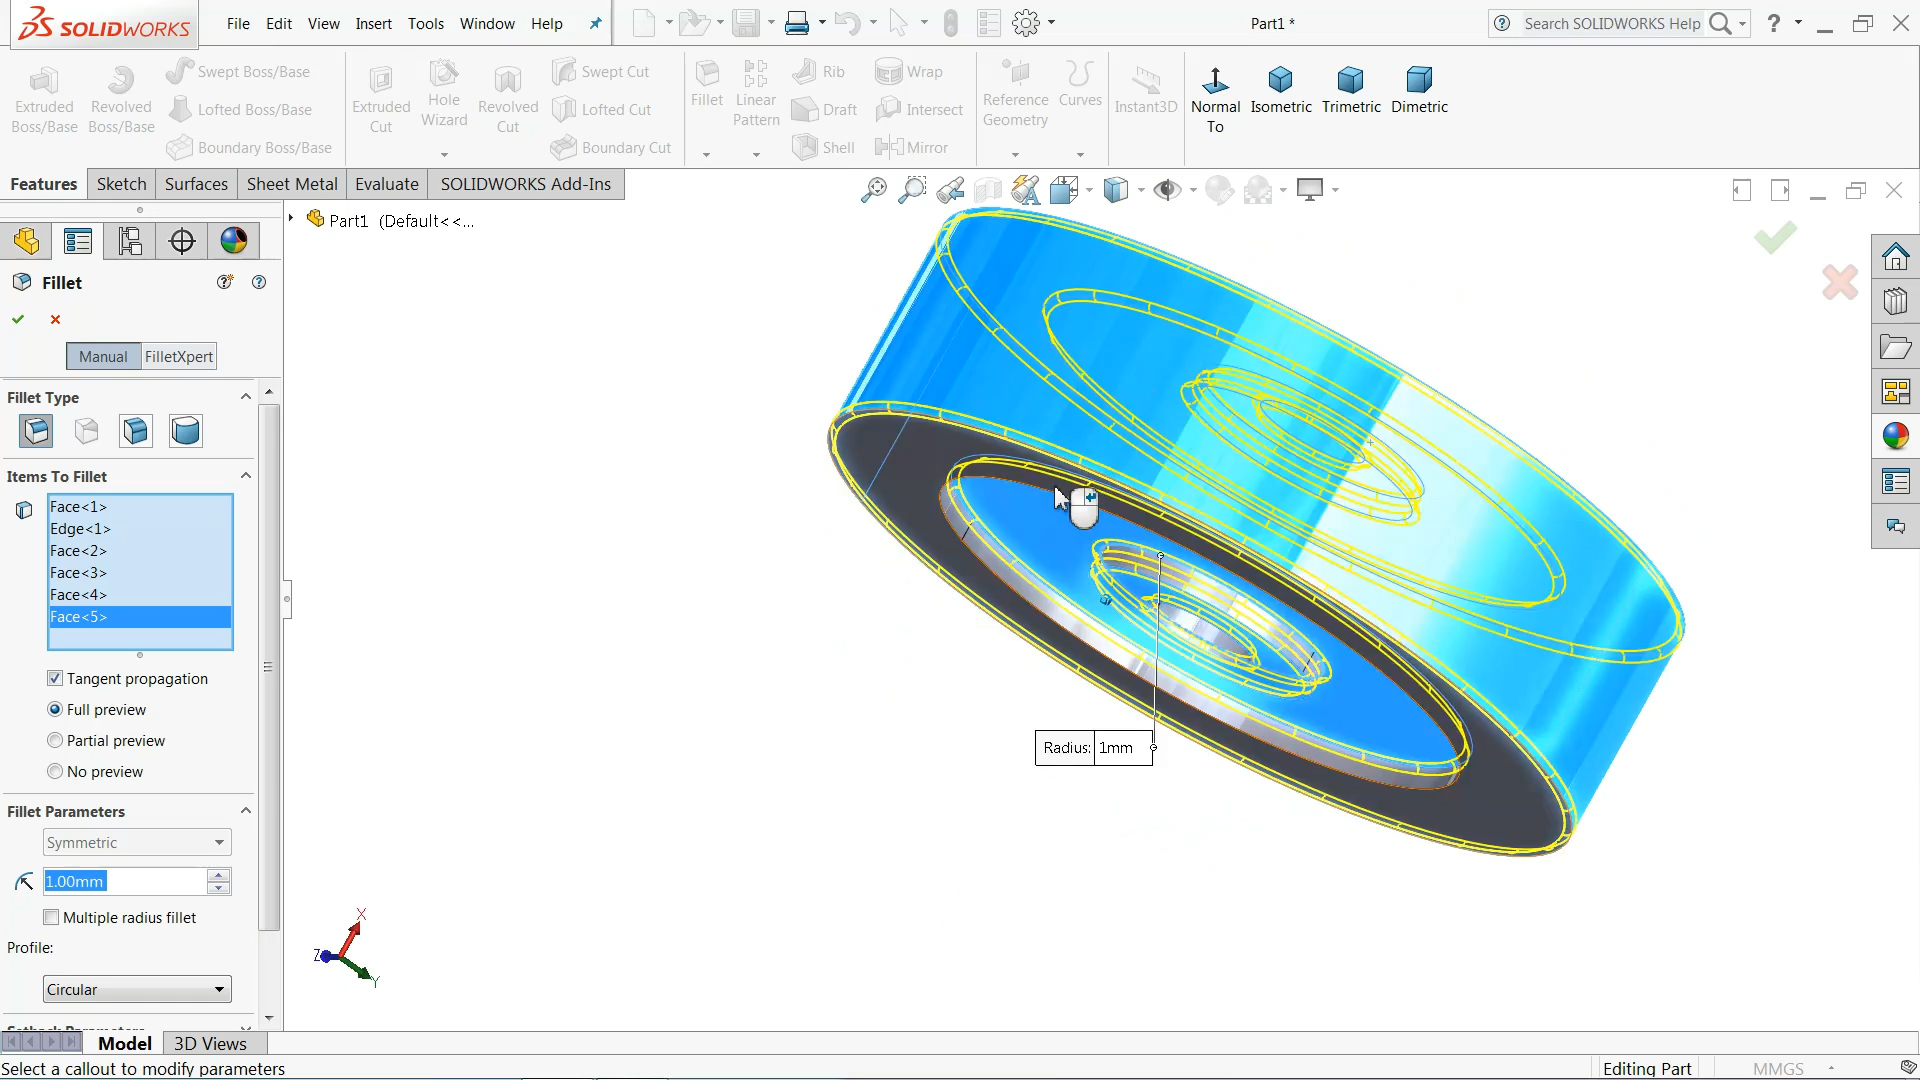 SOLIDWORKS
File Edit View Insert Tools Window Help
Part1 *
Search SOLIDWORKS Help
Extruded Boss/Base
Revolved Boss/Base
Swept Boss/Base
Lofted Boss/Base
Boundary Boss/Base
Extruded Cut
Hole Wizard
Revolved Cut
Swept Cut
Lofted Cut
Boundary Cut
Fillet
Linear Pattern
Rib
Draft
Shell
Wrap
Intersect
Mirror
Reference Geometry
Curves
Instant3D
Normal To
Isometric
Trimetric
Dimetric
Features Sketch Surfaces Sheet Metal Evaluate SOLIDWORKS Add-Ins
Part1 (Default<<...
Fillet
Manual FilletXpert
Fillet Type
Items To Fillet
Face<1>
Edge<1>
Face<2>
Face<3>
Face<4>
Face<5>
Tangent propagation
Full preview
Partial preview
No preview
Fillet Parameters
Symmetric
1.00mm
Multiple radius fillet
Profile:
Circular
Radius: 1mm
X
Z
Y
Model 3D Views
Select a callout to modify parameters
Editing Part
MMGS